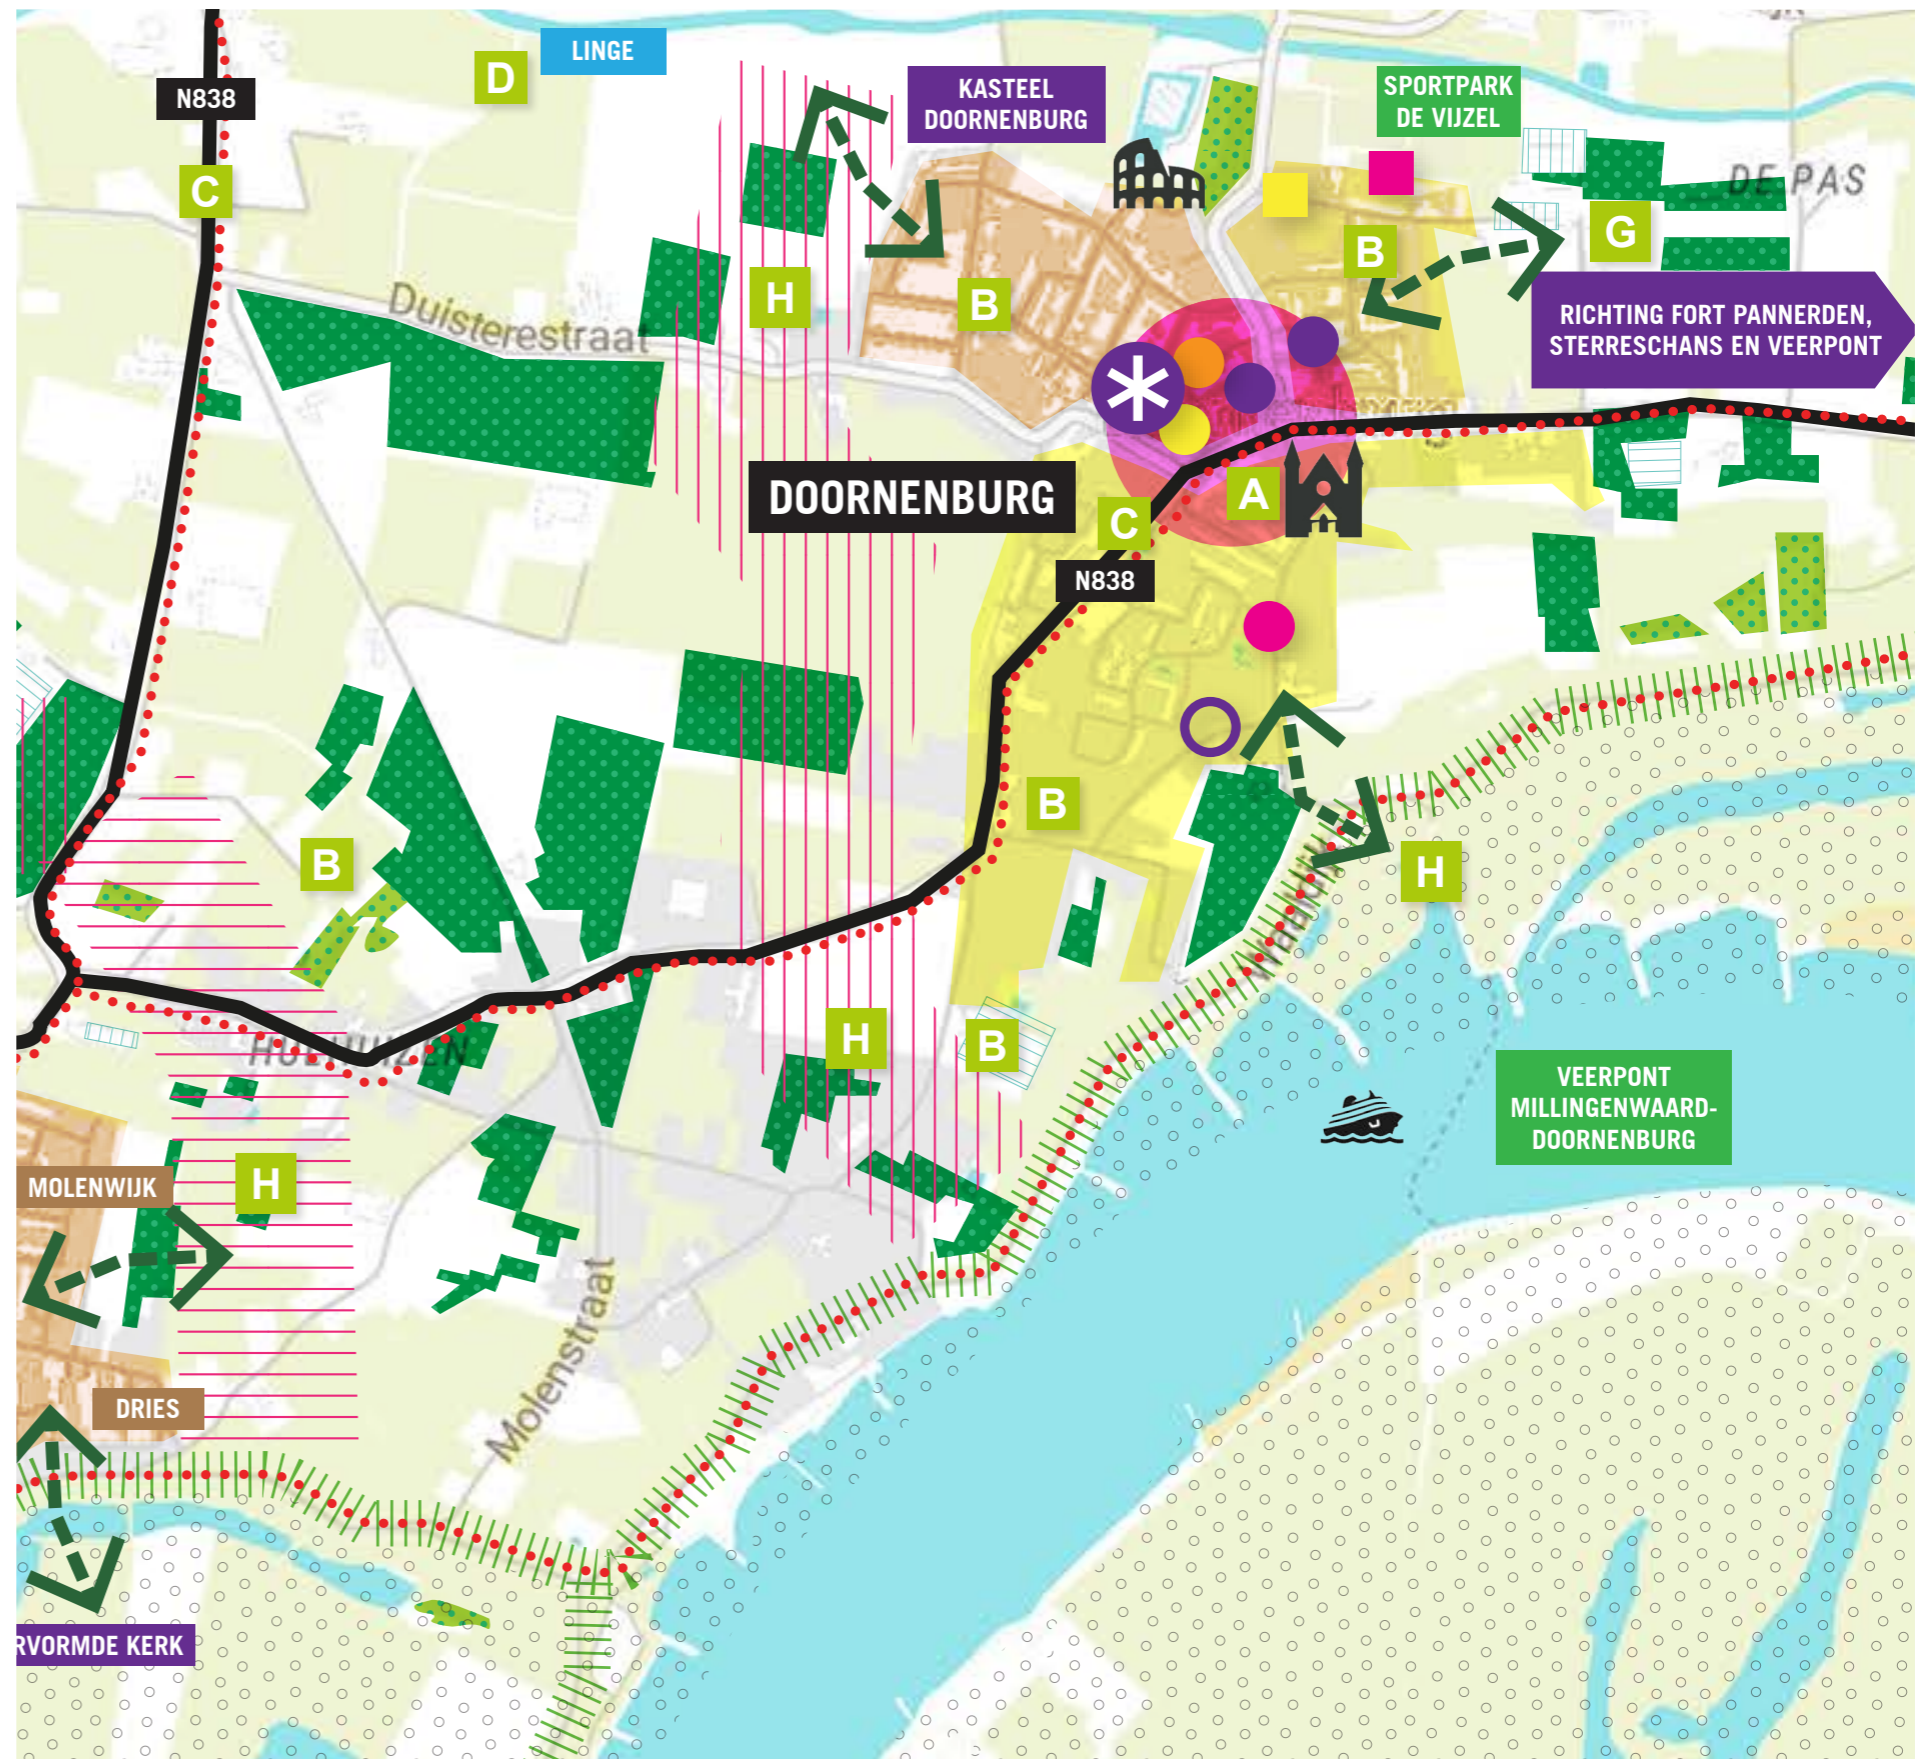 LINGE
D
N838
C
KASTEEL
DOORNENBURG
SPORTPARK
DE VIJZEL
DE PAS
G
B
H
B
RICHTING FORT PANNERDEN,
STERRESCHANS EN VEERPONT
Duisterestraat
DOORNENBURG
A
C
N838
B
B
H
H
B
HULHUIZEN
VEERPONT
MILLINGENWAARD-
DOORNENBURG
MOLENWIJK
H
Molenstraat
DRIES
RVORMDE KERK